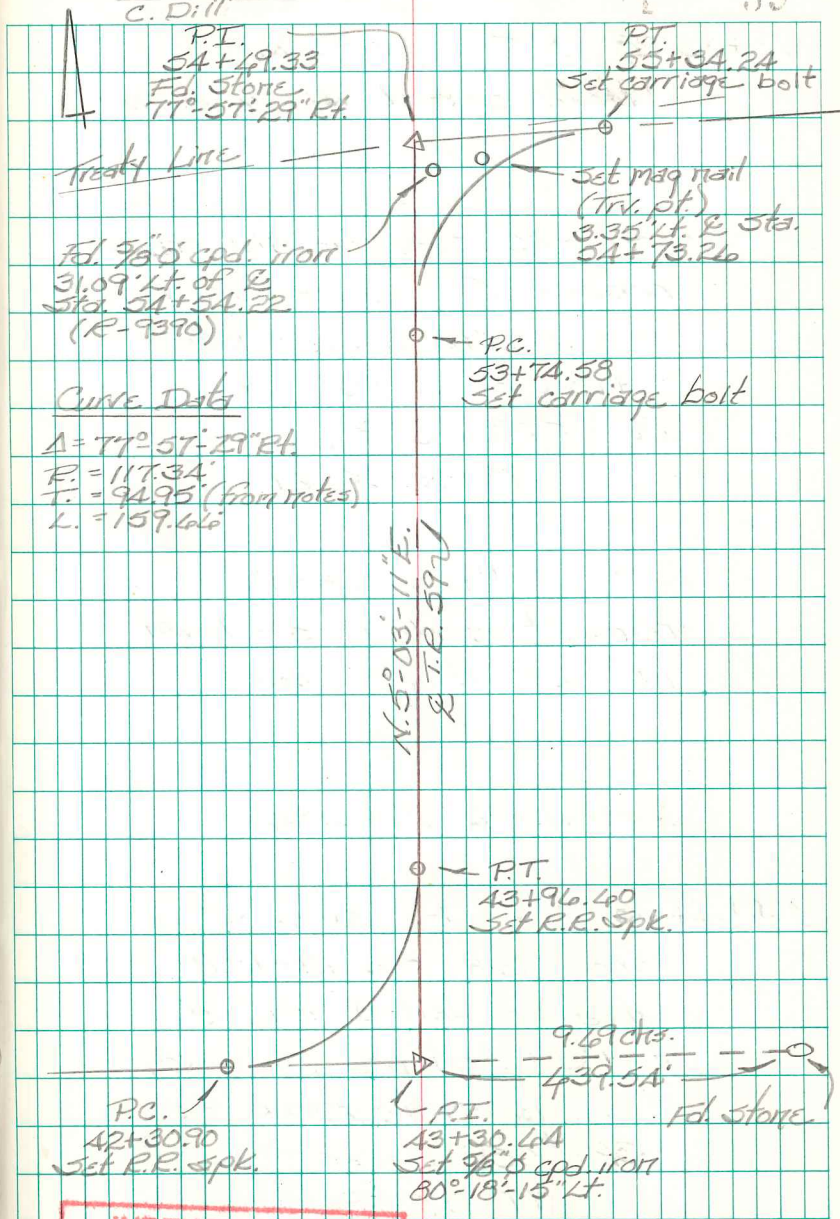 C. Dill
P.I.
54+69.53
Fd. Stone
77°-57'-29" Rt.
P.T.
55+34.24
Set carriage bolt
Treaty Line
Set mag nail
(Trv. pt.)
3.35' Lt. ℄ Sta.
54+73.26
Fd. 5/8" ø cpd. iron
31.09' Lt. of ℄
Sta. 54+54.22
(R-9390)
P.C.
53+74.58
Set carriage bolt
Curve Data
Δ = 77°-57'-29" Rt.
R. = 117.34'
T. = 94.95' (from notes)
L. = 159.66'
N. 5°-03'-11" E.
℄ T.R. 59
P.T.
43+96.60
Set R.R. Spk.
9.69 chs.
639.54'
Fd. Stone
P.C.
42+30.90
Set R.R. Spk.
P.I.
43+30.64
Set 5/8" ø cpd. iron
80°-18'-15" Lt.